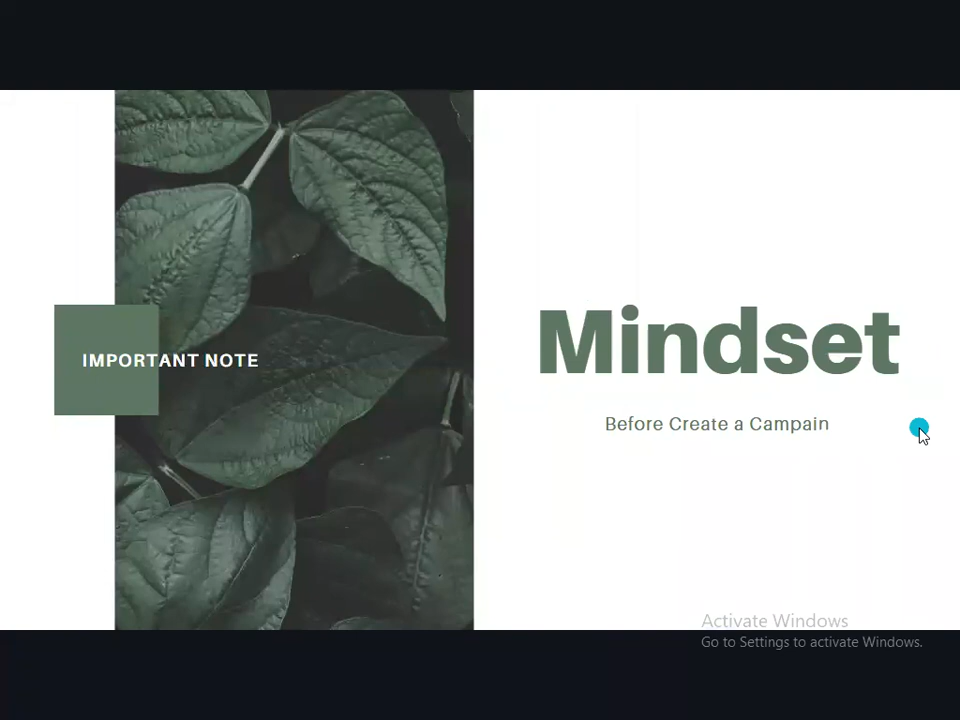 IMPORTANT NOTE
Mindset
Before Create a Campain
Activate Windows
Go to Settings to activate Windows.